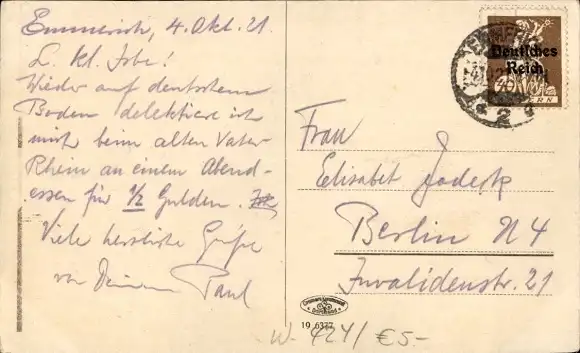 Emmerich, 4. Okt. 21.
L. kl. Isbe!
Wieder auf deutschem
Boden delektiere ich
mich beim alten Vater
Rhein an einem Abend-
essen für 1/2 Gulden.
Viele herzliche Grüße
von Deinem Paul
Deutsches
Reich
Frau
Elisabet Jodeck
Berlin N 4
Invalidenstr. 21
19 6377
W-424/€5-